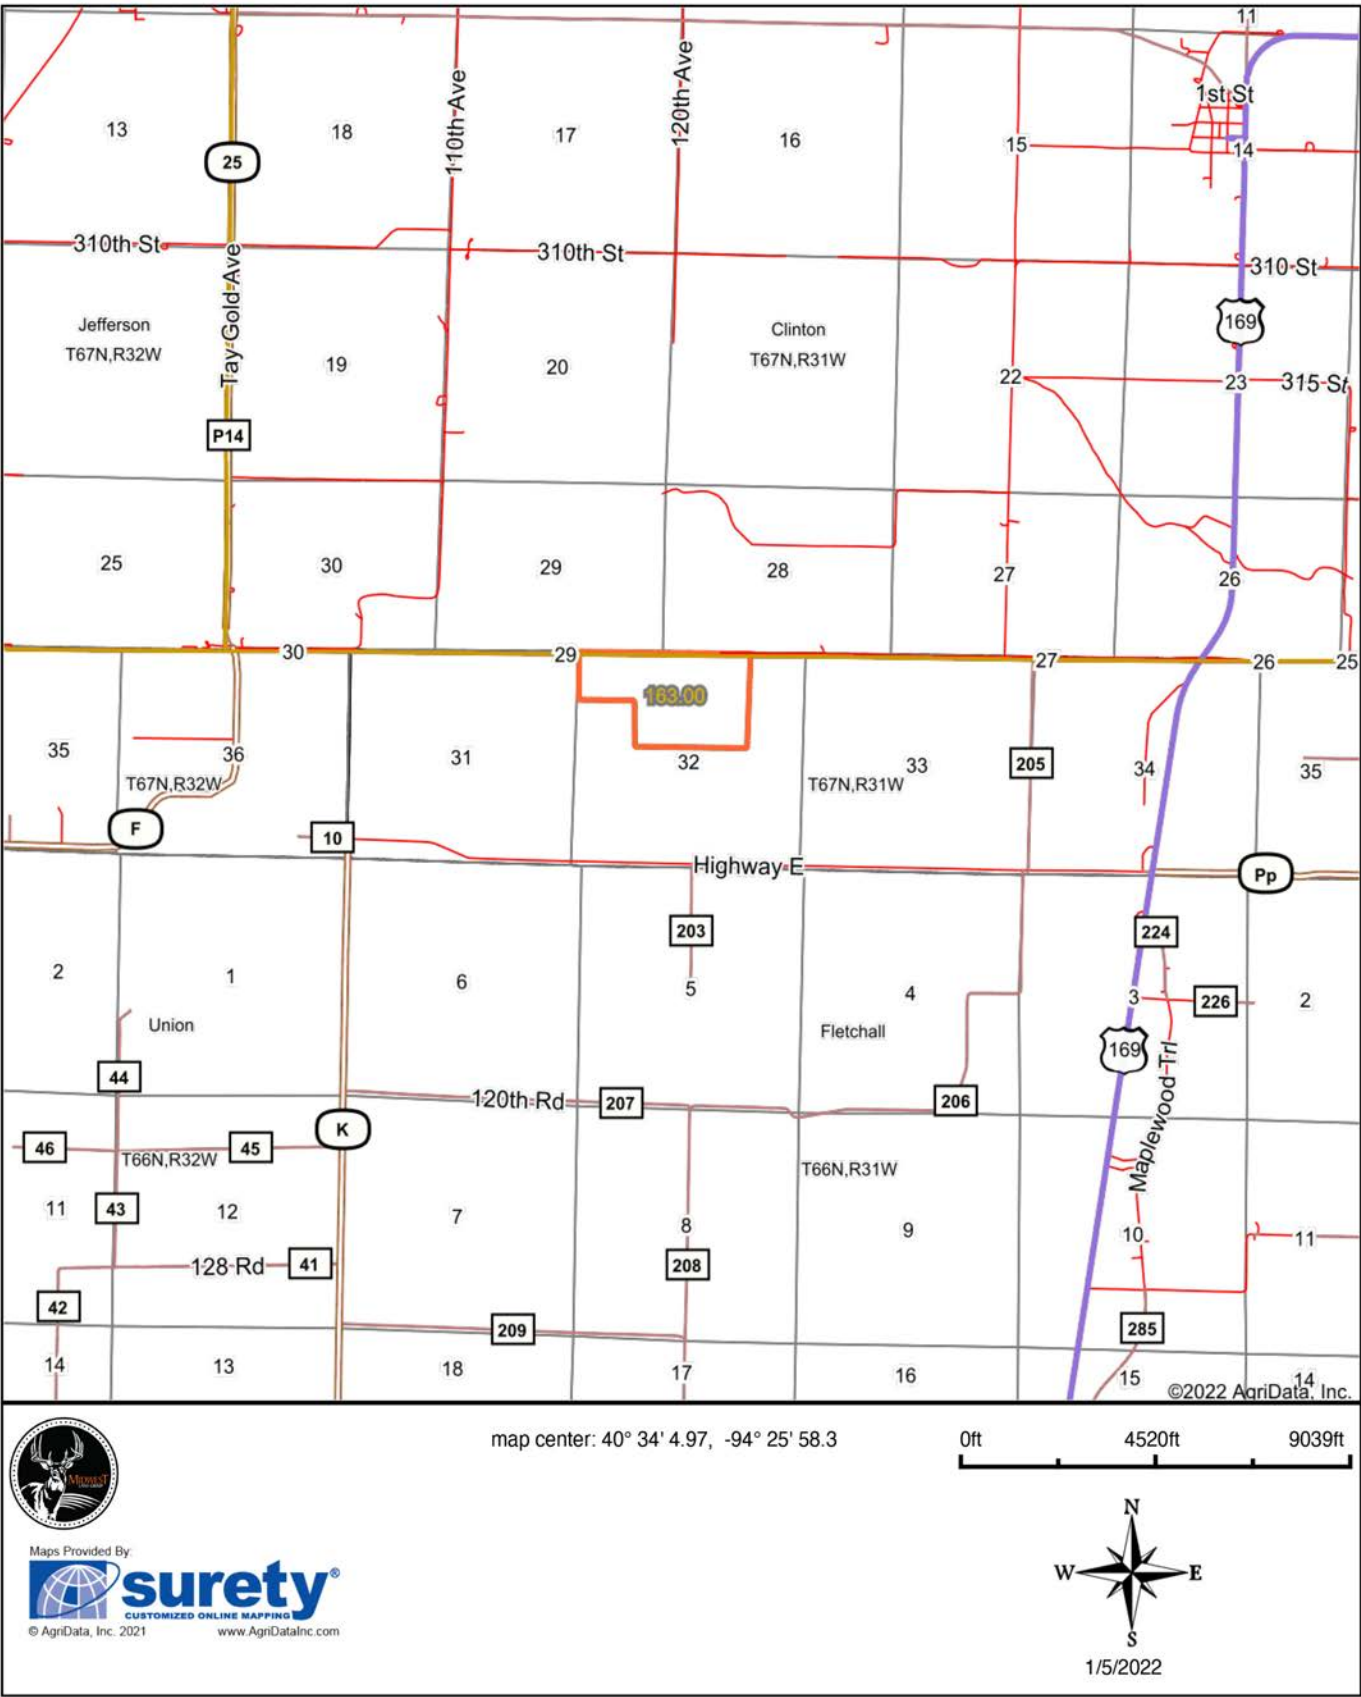 11
110th-Ave
120th-Ave
1st St
13
18
17
16
15
14
25
310th-St
310th-St
310 St
Tay-Gold-Ave
Jefferson
T67N,R32W
Clinton
T67N,R31W
169
19
20
22
23
315-St
P14
25
30
29
28
27
26
30
29
27
26
25
163.00
35
36
31
32
33
205
34
35
T67N,R32W
T67N,R31W
F
10
Highway-E
Pp
203
224
2
1
6
5
4
3
226
2
Union
Fletchall
169
44
120th Rd
207
206
Maplewood-Trl
K
46
T66N,R32W
45
T66N,R31W
11
43
12
7
8
9
10
11
128-Rd
41
208
42
209
285
14
13
18
17
16
15
14
©2022 AgriData, Inc.
map center: 40° 34' 4.97, -94° 25' 58.3
0ft 4520ft 9039ft
MIDWEST
N
W E
S
1/5/2022
Maps Provided By:
surety®
CUSTOMIZED ONLINE MAPPING
© AgriData, Inc. 2021 www.AgriDataInc.com